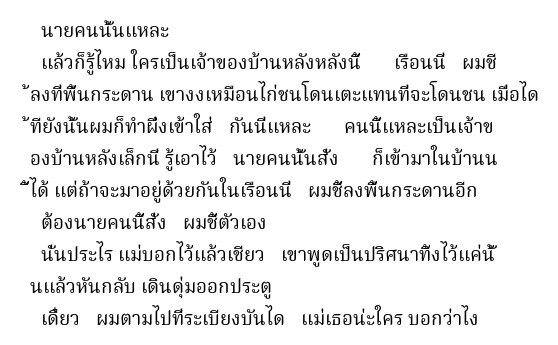 นายคนนั้นแหละ
แล้วก็รู้ไหม ใครเป็นเจ้าของบ้านหลังหลังนี้ เรือนนี้ ผมชี
้ลงที่พื้นกระดาน เขางงเหมือนไก่ชนโดนเตะแทนที่จะโดนชน เมื่อได
้ทียังนั้นผมก็ทำผึ่งเข้าใส่ กันนี่แหละ คนนี้แหละเป็นเจ้าข
องบ้านหลังเล็กนี้ รู้เอาไว้ นายคนนั้นสั่ง ก็เข้ามาในบ้านน
ี้ได้ แต่ถ้าจะมาอยู่ด้วยกันในเรือนนี้ ผมชี้ลงพื้นกระดานอีก
ต้องนายคนนี้สั่ง ผมชี้ตัวเอง
นั่นประไร แม่บอกไว้แล้วเชียว เขาพูดเป็นปริศนาทิ้งไว้แค่นั้
นแล้วหันกลับ เดินดุ่มออกประตู
เดี๋ยว ผมตามไปที่ระเบียงบันได แม่เธอน่ะใคร บอกว่าไง